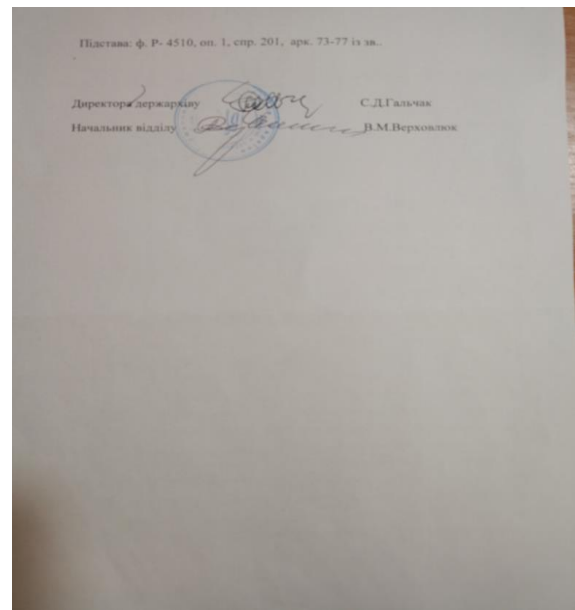 Підстава: ф. Р- 4510, оп. 1, спр. 201, арк. 73-77 із зв..
Директора держархіву С.Д.Гальчак
Начальник відділу В.М.Верховлюк